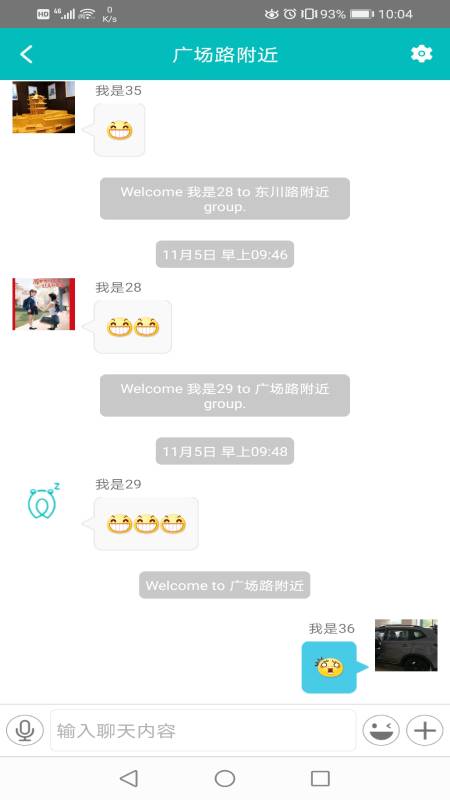 HD 4G 0 K/s 93% 10:04
广场路附近
我是35
Welcome 我是28 to 东川路附近
group.
11月5日 早上09:46
我是28
Welcome 我是29 to 广场路附近
group.
11月5日 早上09:48
我是29
z
Welcome to 广场路附近
我是36
输入聊天内容